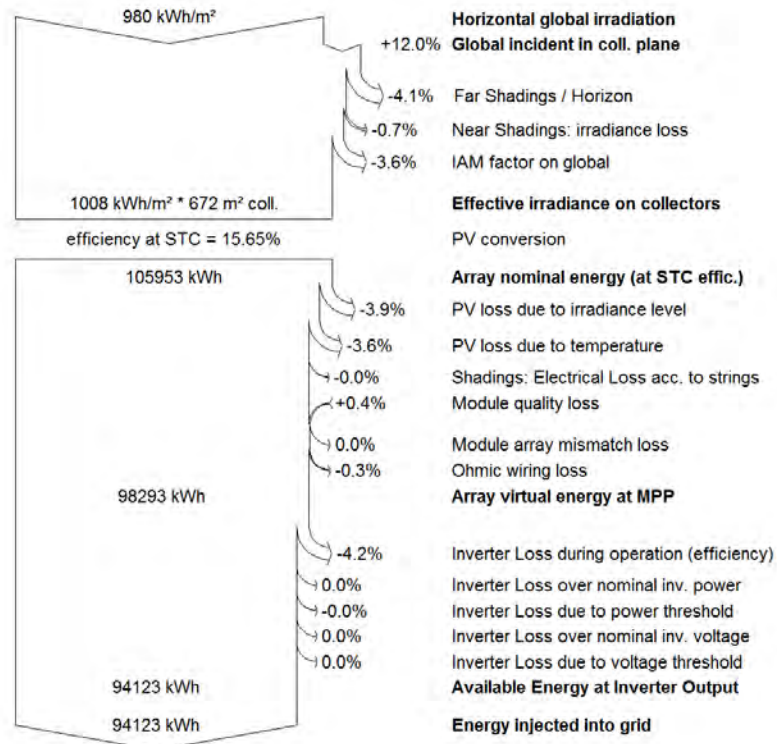 980 kWh/m² Horizontal global irradiation
+12.0% Global incident in coll. plane
-4.1% Far Shadings / Horizon
-0.7% Near Shadings: irradiance loss
-3.6% IAM factor on global
1008 kWh/m² * 672 m² coll. Effective irradiance on collectors
efficiency at STC = 15.65% PV conversion
105953 kWh Array nominal energy (at STC effic.)
-3.9% PV loss due to irradiance level
-3.6% PV loss due to temperature
-0.0% Shadings: Electrical Loss acc. to strings
+0.4% Module quality loss
0.0% Module array mismatch loss
-0.3% Ohmic wiring loss
98293 kWh Array virtual energy at MPP
-4.2% Inverter Loss during operation (efficiency)
0.0% Inverter Loss over nominal inv. power
-0.0% Inverter Loss due to power threshold
0.0% Inverter Loss over nominal inv. voltage
0.0% Inverter Loss due to voltage threshold
94123 kWh Available Energy at Inverter Output
94123 kWh Energy injected into grid